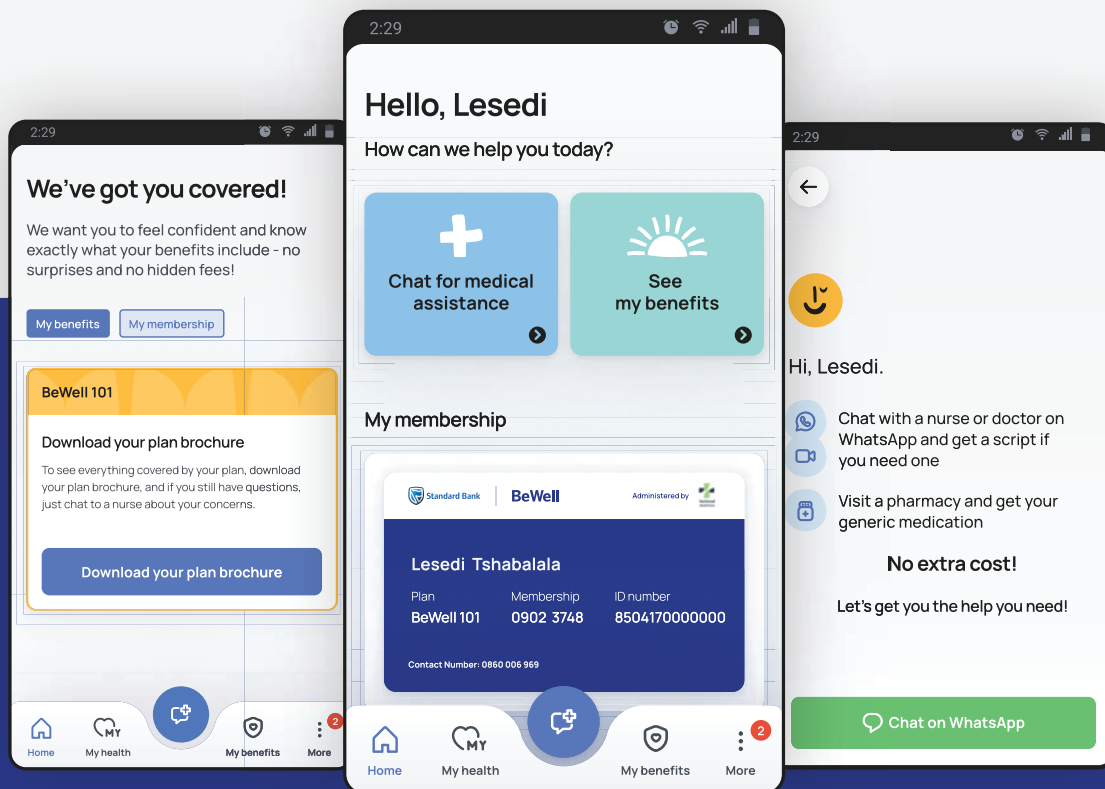 2:29
We've got you covered!
We want you to feel confident and know
exactly what your benefits include - no
surprises and no hidden fees!
My benefits
My membership
BeWell 101
Download your plan brochure
To see everything covered by your plan, download
your plan brochure, and if you still have questions,
just chat to a nurse about your concerns.
Download your plan brochure
Home
My health
My benefits
2
More
MY
2:29
Hello, Lesedi
How can we help you today?
Chat for medical
assistance
See
my benefits
My membership
Standard Bank
BeWell
Administered by
Lesedi Tshabalala
Plan Membership ID number
BeWell 101 0902 3748 8504170000000
Contact Number: 0860 006 969
MY
2
Home
My health
My benefits
More
2:29
Hi, Lesedi.
Chat with a nurse or doctor on
WhatsApp and get a script if
you need one
Visit a pharmacy and get your
generic medication
No extra cost!
Let's get you the help you need!
Chat on WhatsApp